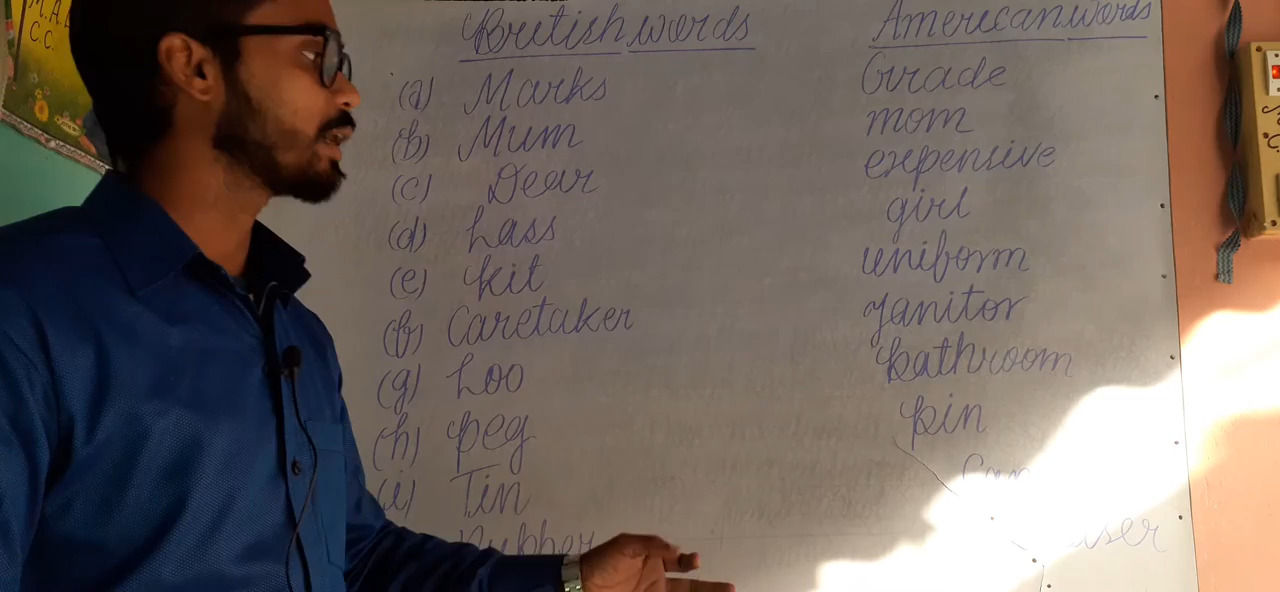 M.A.
C.C.
British words American words
(a) Marks Grade
(b) Mum mom
(c) Dear expensive
(d) Lass girl
(e) kit uniform
(f) Caretaker Janitor
(g) Loo bathroom
(h) peg pin
(i) Tin Can
Rubber